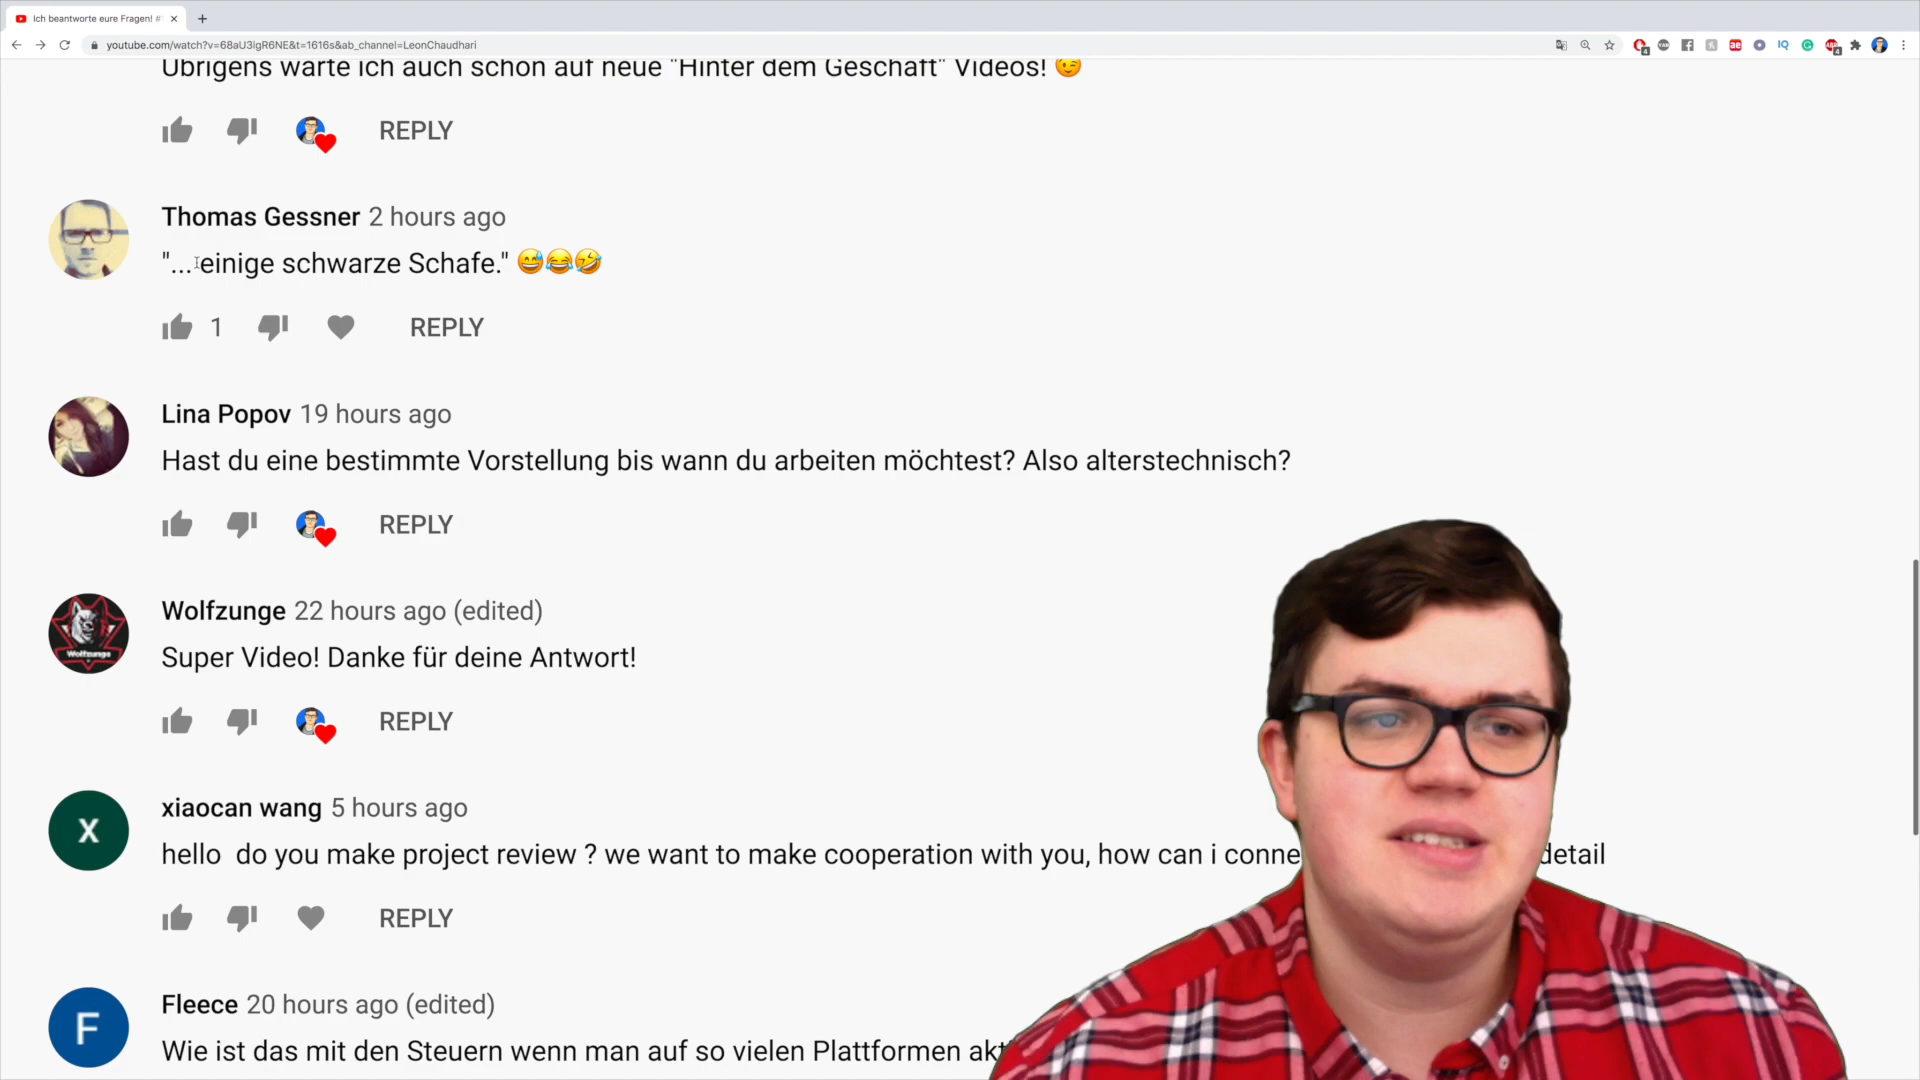 Ich beantworte eure Fragen! #
youtube.com/watch?v=68aU3lgR6NE&t=1616s&ab_channel=LeonChaudhari
Übrigens warte ich auch schon auf neue "Hinter dem Geschäft" Videos! 😉
REPLY
Thomas Gessner 2 hours ago
"... einige schwarze Schafe." 😅😂🤣
1 REPLY
Lina Popov 19 hours ago
Hast du eine bestimmte Vorstellung bis wann du arbeiten möchtest? Also alterstechnisch?
REPLY
Wolfzunge
Wolfzunge 22 hours ago (edited)
Super Video! Danke für deine Antwort!
REPLY
X
xiaocan wang 5 hours ago
hello do you make project review ? we want to make cooperation with you, how can i conne detail
REPLY
F
Fleece 20 hours ago (edited)
Wie ist das mit den Steuern wenn man auf so vielen Plattformen akt